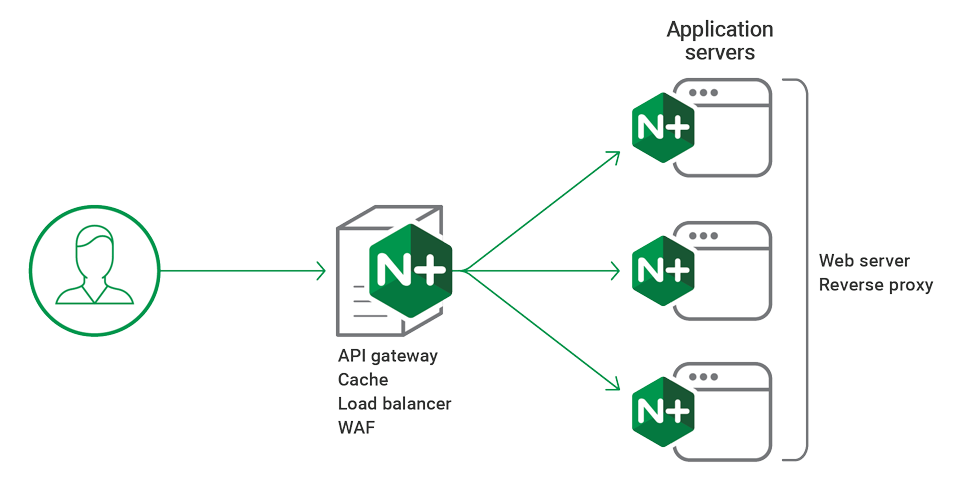 Application
servers
N+
N+
N+
N+
API gateway
Cache
Load balancer
WAF
Web server
Reverse proxy